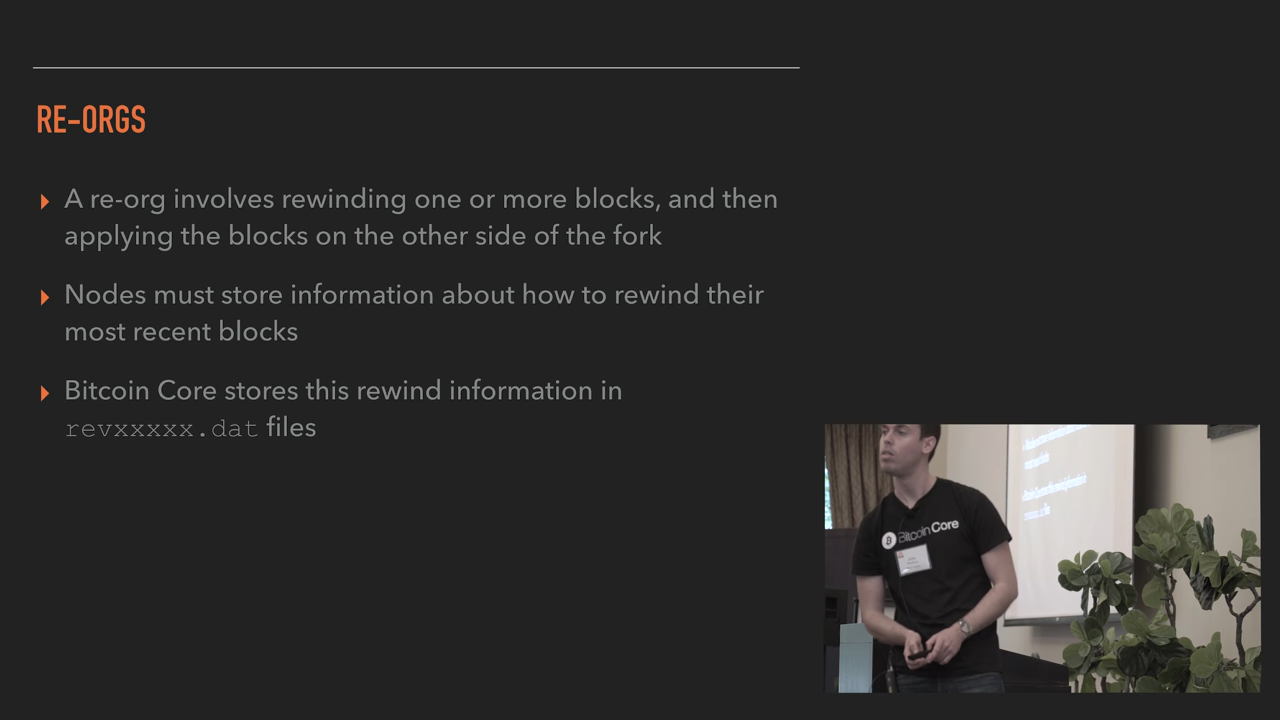 RE-ORGS
A re-org involves rewinding one or more blocks, and then
applying the blocks on the other side of the fork
Nodes must store information about how to rewind their
most recent blocks
Bitcoin Core stores this rewind information in
revxxxxx.dat files
Bitcoin Core